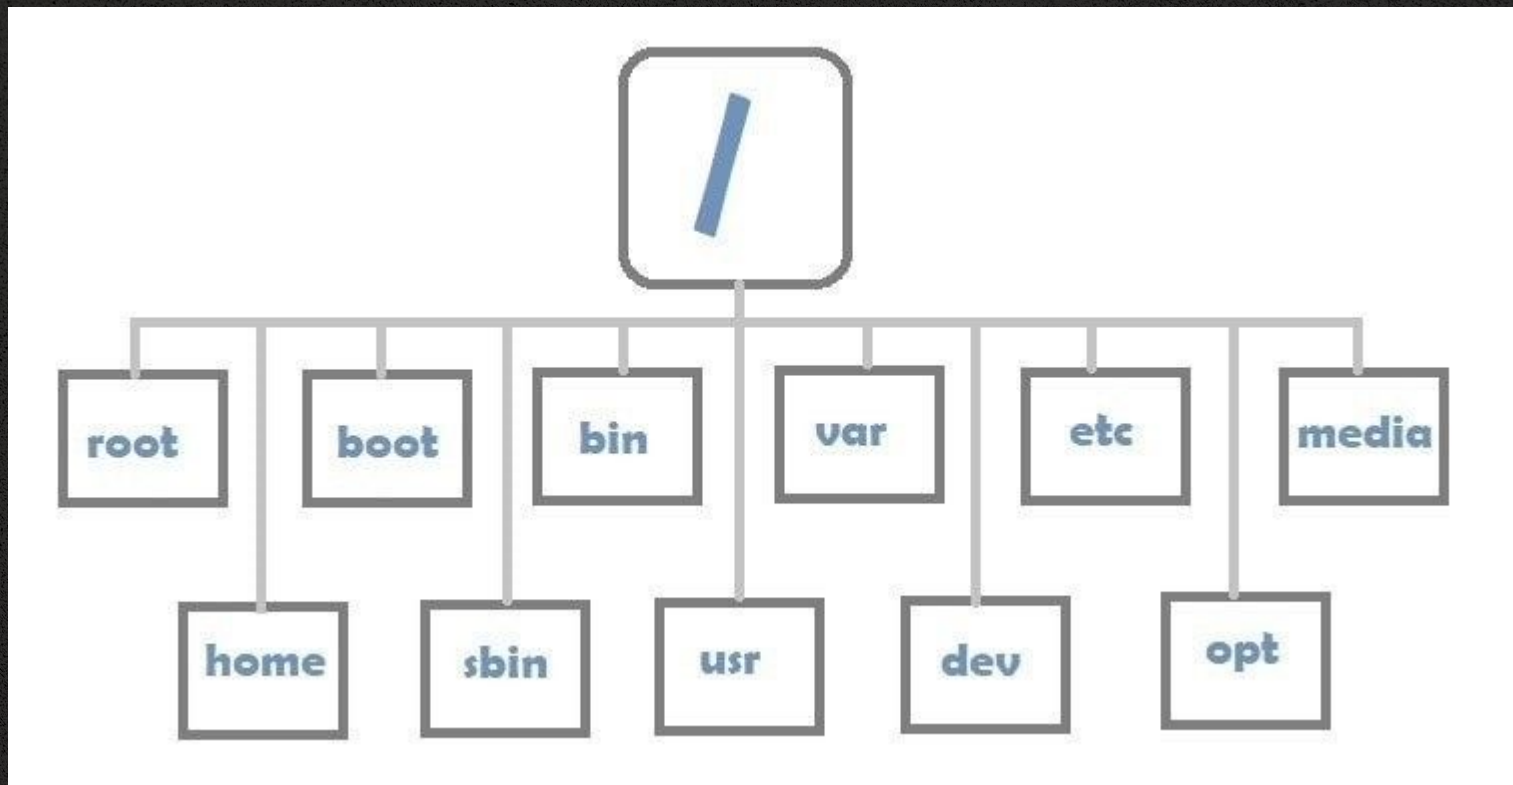 /
root
boot
bin
var
etc
media
home
sbin
usr
dev
opt